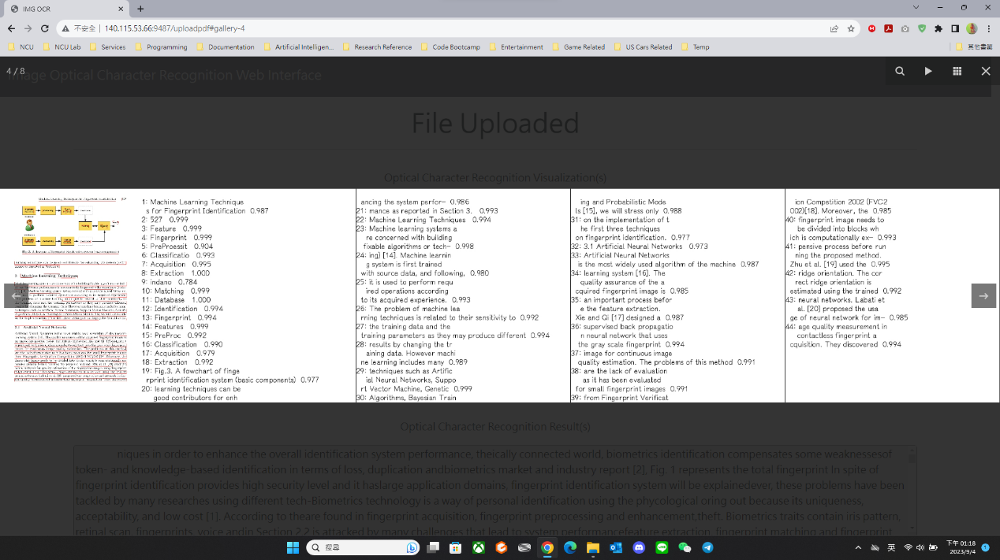 IMG OCR
不安全 140.115.53.66:9487/uploadpdf#gallery-4
NCU NCU Lab Services Programming Documentation Artificial Intelligen... Research Reference Code Bootcamp Entertainment Game Related US Cars Related Temp 其他書籤
4 / 8
Image Optical Character Recognition Web Interface
File Uploaded
Optical Character Recognition Visualization(s)
2 Machine Learning Techniques
1: Machine Learning Technique
s for Fingerprint Identification 0.987
2: 527 0.999
3: Feature 0.999
4: Fingerprint 0.999
5: PreProessit 0.904
6: Classificatio 0.993
7: Acquisition 0.995
8: Extraction 1.000
9: indano 0.784
10: Matching 0.999
11: Database 1.000
12: Identification 0.994
13: Fingerprint 0.994
14: Features 0.999
15: PreProc 0.992
16: Classification 0.990
17: Acquisition 0.979
18: Extraction 0.992
19: Fig.3. A fowchart of finge
rprint identification system (basic components) 0.977
20: learning techniques can be
good contributors for enh
ancing the system perfor- 0.986
21: mance as reported in Section 3. 0.993
22: Machine Learning Techniques 0.994
23: Machine learning systems a
re concerned with building
fixable algorithms or tech- 0.998
24: ing) [14]. Machine learnin
g system is first trained
with source data, and following, 0.980
25: it is used to perform requ
ired operations according
to its acquired experience. 0.993
26: The problem of machine lea
rning techniques is related to their sensitivity to 0.992
27: the training data and the
training parameters as they may produce different 0.994
28: results by changing the tr
aining data. However machi
ne learning includes many 0.989
29: techniques such as Artific
ial Neural Networks, Suppo
rt Vector Machine, Genetic 0.999
30: Algorithms, Bayesian Train
ing and Probabilistic Mode
ls [15], we will stress only 0.988
31: on the implementation of t
he first three techniques
in fingerprint identification. 0.977
32: 3.1 Artificial Neural Networks 0.973
33: Artificial Neural Networks
is the most widely used algorithm of the machine 0.987
34: learning system [16]. The
quality assurance of the a
cquired fingerprint image is 0.985
35: an important process befor
e the feature extraction.
Xie and Qi [17] designed a 0.987
36: supervised back propagatio
n neural network that uses
the gray scale fingerprint 0.994
37: image for continuous image
quality estimation. The problems of this method 0.991
38: are the lack of evaluation
as it has been evaluated
for small fingerprint images 0.991
39: from Fingerprint Verificat
ion Competition 2002 (FVC2
002)[18]. Moreover, the 0.985
40: fingerprint image needs to
be divided into blocks wh
ich is computationally ex- 0.993
41: pensive process before run
ning the proposed method.
Zhu et al. [19] used the 0.995
42: ridge orientation. The cor
rect ridge orientation is
estimated using the trained 0.992
43: neural networks. Labati et
al. [20] proposed the usa
ge of neural network for im- 0.985
44: age quality measurement in
contactless fingerprint a
cquisition. They discovered 0.994
Optical Character Recognition Result(s)
niques in order to enhance the overall identification system performance, theically connected world, biometrics identification compensates some weaknessesof
token- and knowledge-based identification in terms of loss, duplication andbiometrics market and industry report [2], Fig. 1 represents the total fingerprint In spite of
fingerprint identification provides high security level and it haslarge application domains, fingerprint identification system will be explainedever, these problems have been
tackled by many researches using different tech-Biometrics technology is a way of personal identification using the phycological oring out because its uniqueness,
acceptability, and low cost [1]. According to theare found in fingerprint acquisition, fingerprint preprocessing and enhancement,theft. Biometrics traits contain iris pattern,
retinal scan, fingerprints, voice andin Section 2.2 is attacked by many challenges that lead to system performancefeature extraction, fingerprint matching and fingerprint
搜尋
英
下午 01:18
2023/9/4
1